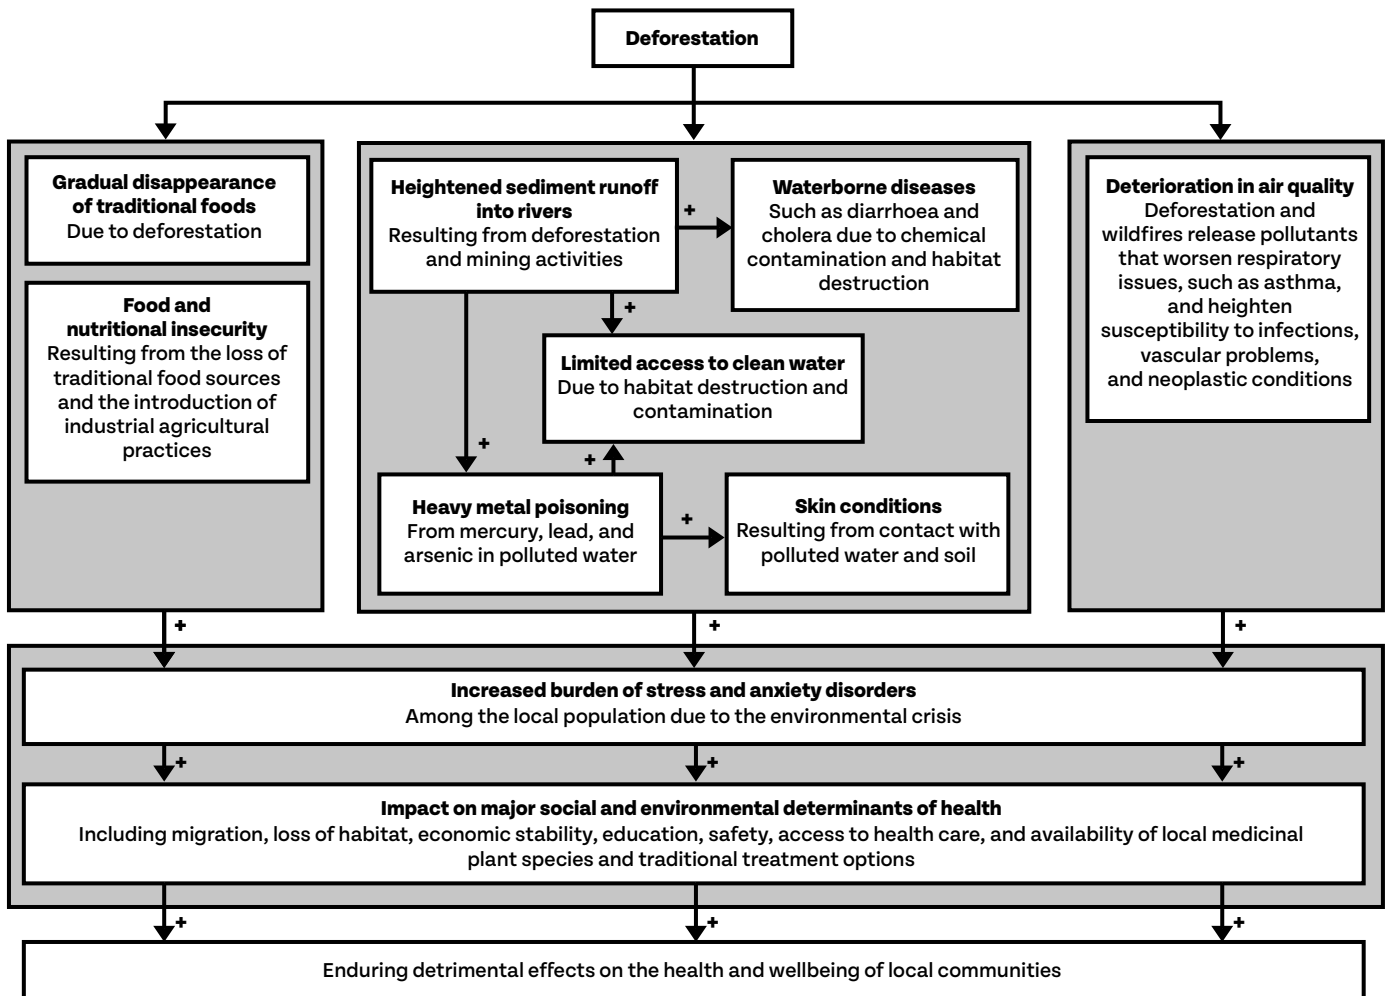 Deforestation
Gradual disappearance
of traditional foods
Due to deforestation
Food and
nutritional insecurity
Resulting from the loss of
traditional food sources
and the introduction of
industrial agricultural
practices
Heightened sediment runoff
into rivers
Resulting from deforestation
and mining activities
+
Waterborne diseases
Such as diarrhoea and
cholera due to chemical
contamination and habitat
destruction
+
Limited access to clean water
Due to habitat destruction and
contamination
+
+
Heavy metal poisoning
From mercury, lead, and
arsenic in polluted water
+
Skin conditions
Resulting from contact with
polluted water and soil
Deterioration in air quality
Deforestation and
wildfires release pollutants
that worsen respiratory
issues, such as asthma,
and heighten
susceptibility to infections,
vascular problems,
and neoplastic conditions
+ + +
Increased burden of stress and anxiety disorders
Among the local population due to the environmental crisis
+ + +
Impact on major social and environmental determinants of health
Including migration, loss of habitat, economic stability, education, safety, access to health care, and availability of local medicinal
plant species and traditional treatment options
+ + +
Enduring detrimental effects on the health and wellbeing of local communities